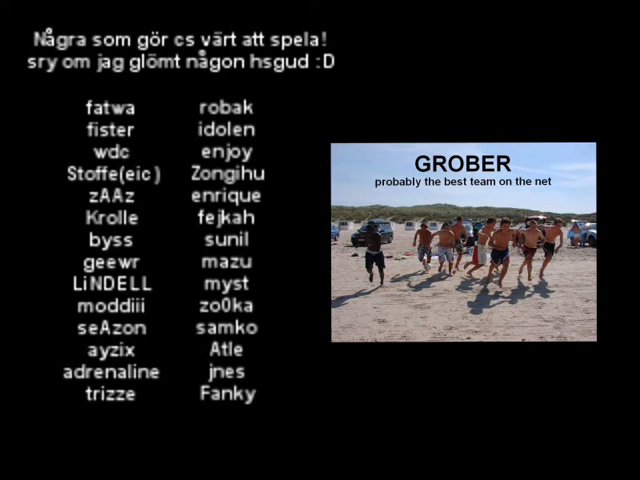 Några som gör cs värt att spela!
sry om jag glömt någon hsgud :D
fatwa robak
fister idolen
wdc enjoy
Stoffe(eic) Zongihu
zAAz enrique
Krolle fejkah
byss sunil
geewr mazu
LiNDELL myst
moddiii zo0ka
seAzon samko
ayzix Atle
adrenaline jnes
trizze Fanky
GROBER
probably the best team on the net